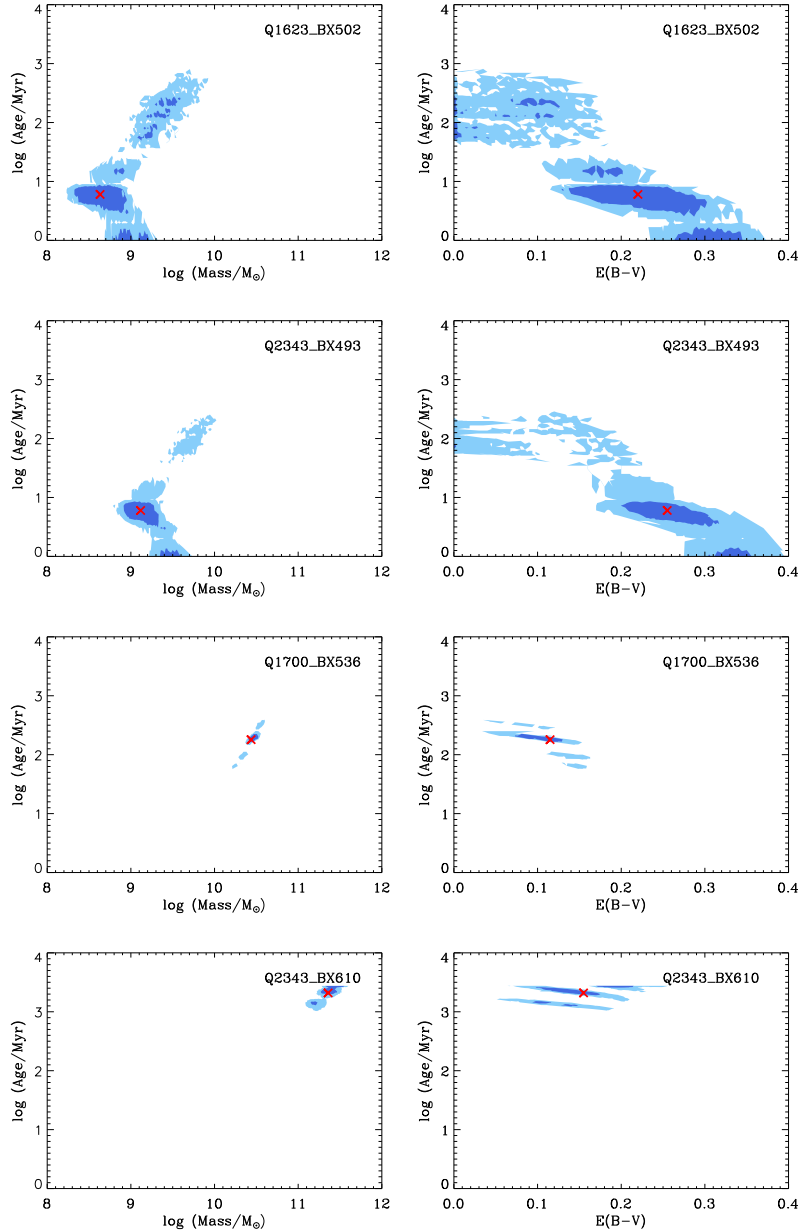 4 Q1623_BX502 4 Q1623_BX502
3 3
log (Age/Myr) log (Age/Myr)
2 2
1 1
0 0
8 9 10 11 12 0.0 0.1 0.2 0.3 0.4
log (Mass/M☉) E(B−V)
4 Q2343_BX493 4 Q2343_BX493
3 3
log (Age/Myr) log (Age/Myr)
2 2
1 1
0 0
8 9 10 11 12 0.0 0.1 0.2 0.3 0.4
log (Mass/M☉) E(B−V)
4 Q1700_BX536 4 Q1700_BX536
3 3
log (Age/Myr) log (Age/Myr)
2 2
1 1
0 0
8 9 10 11 12 0.0 0.1 0.2 0.3 0.4
log (Mass/M☉) E(B−V)
4 Q2343_BX610 4 Q2343_BX610
3 3
log (Age/Myr) log (Age/Myr)
2 2
1 1
0 0
8 9 10 11 12 0.0 0.1 0.2 0.3 0.4
log (Mass/M☉) E(B−V)